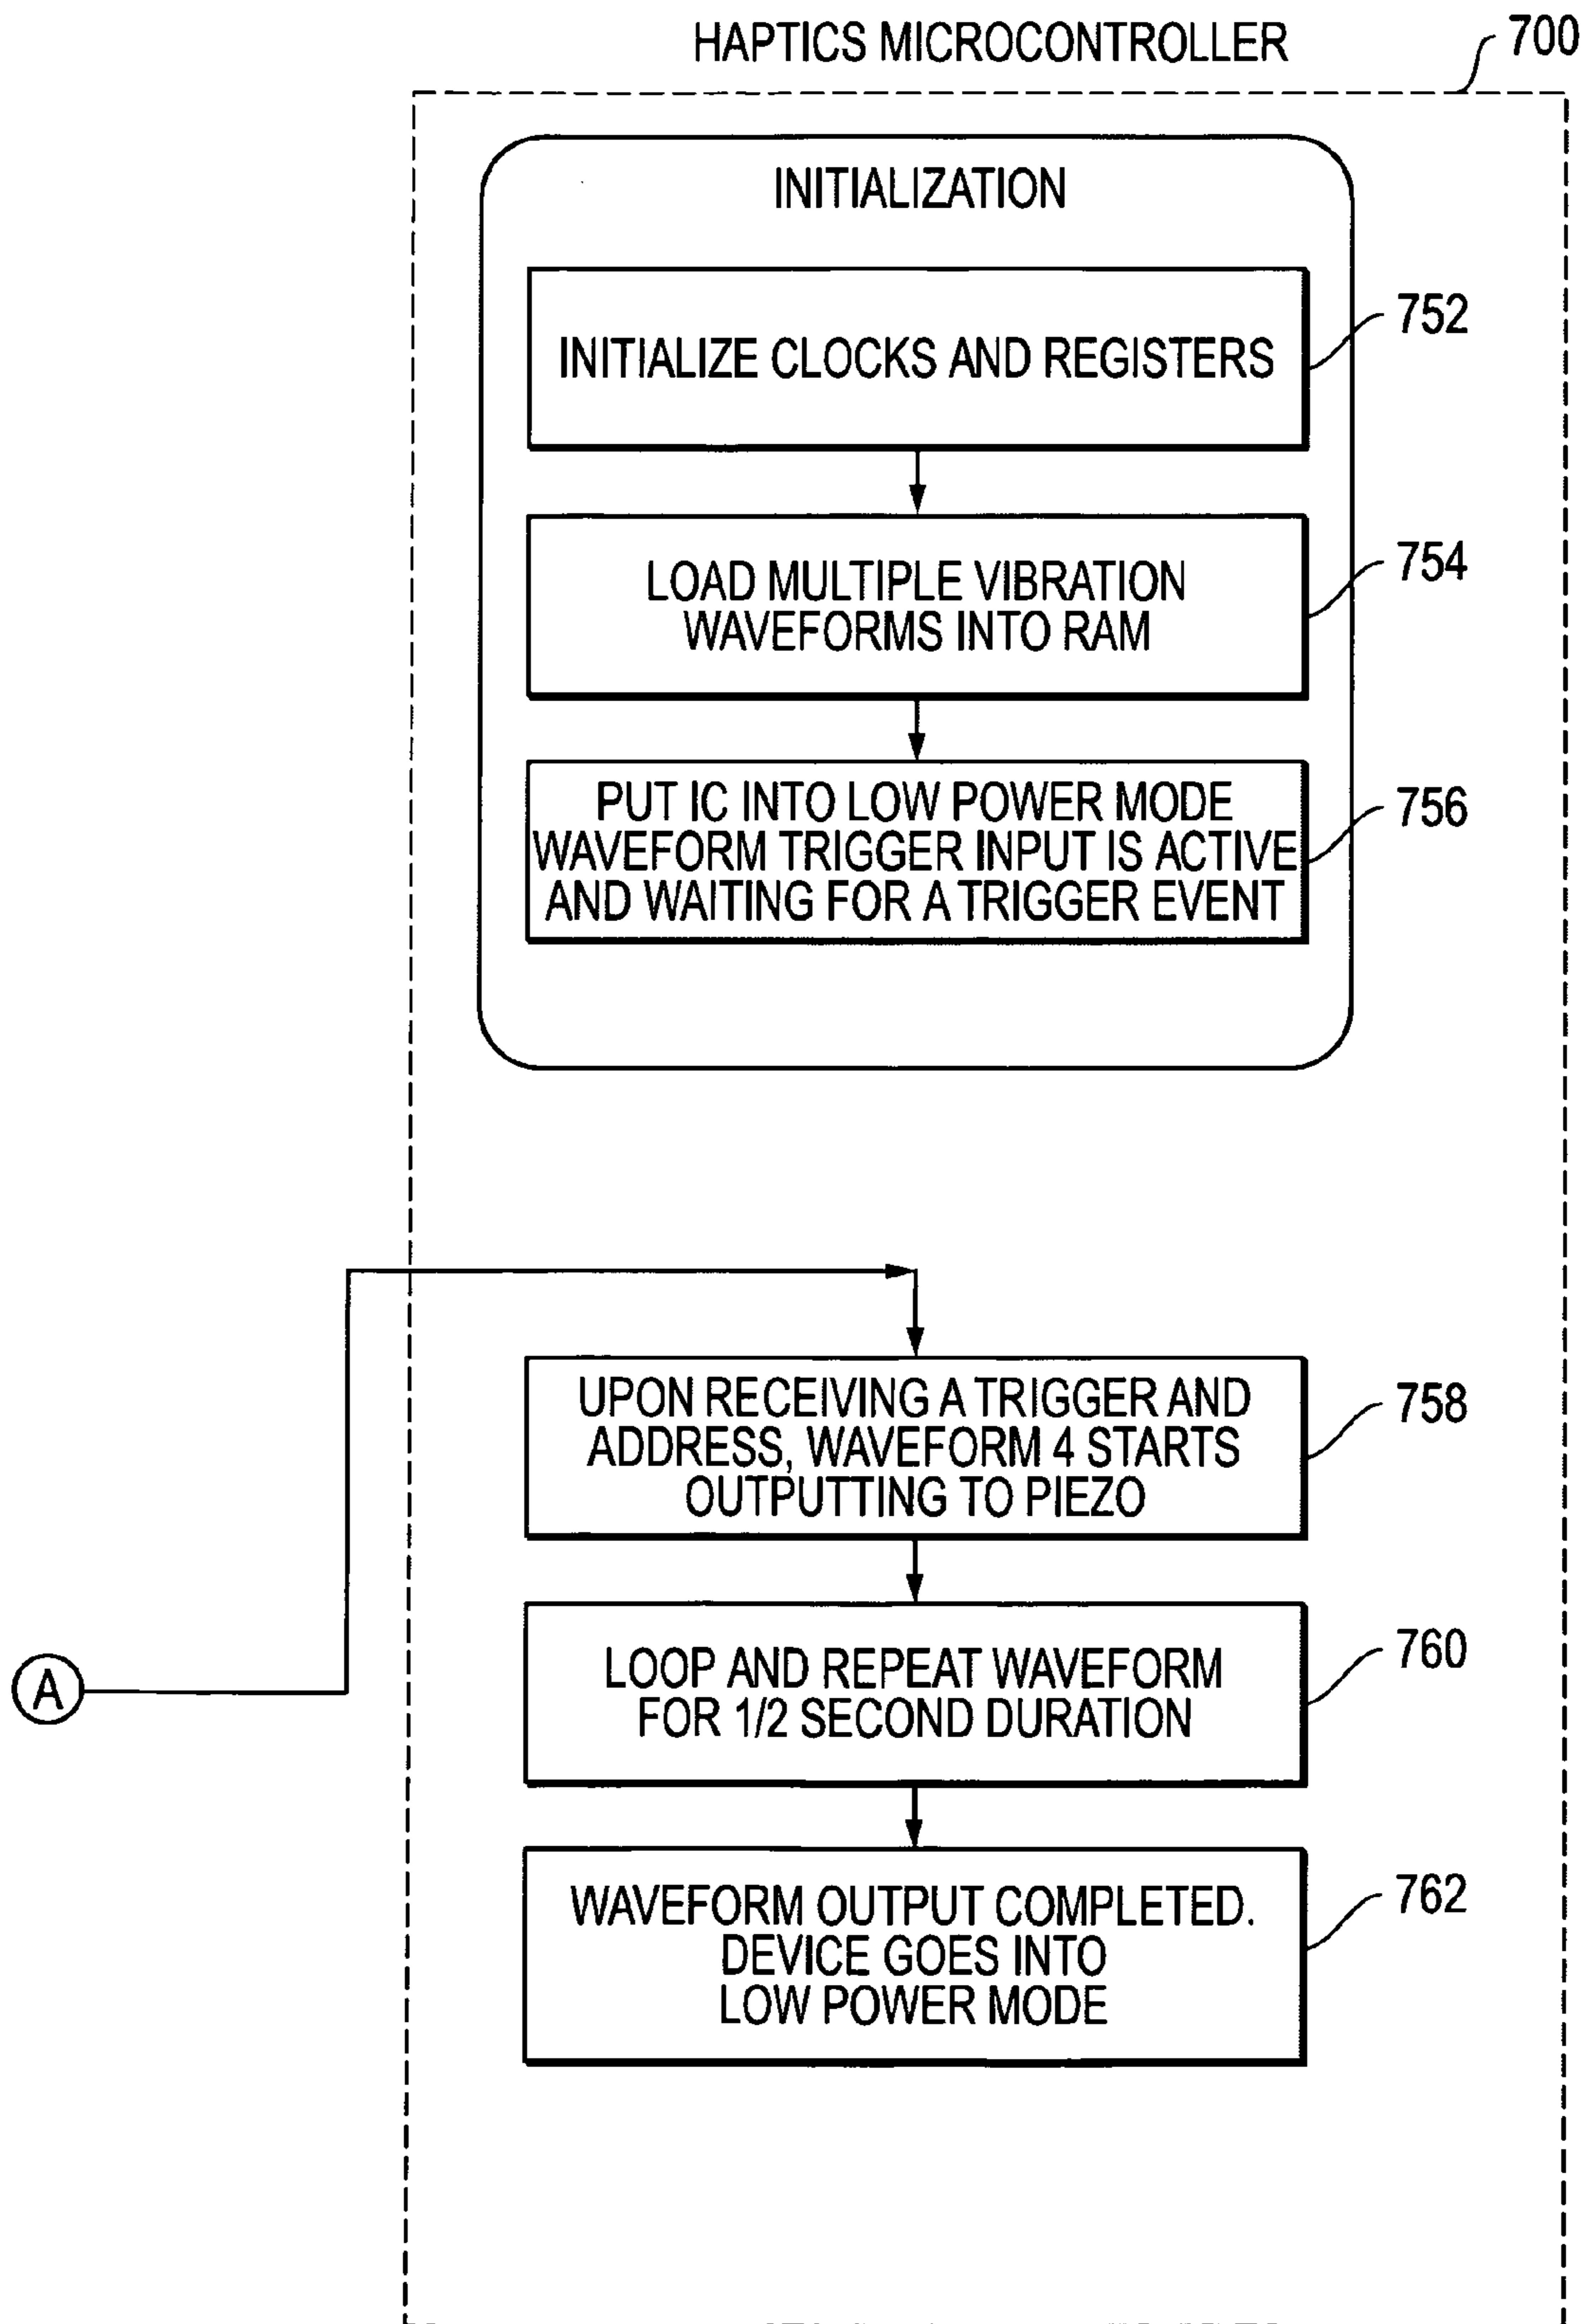 HAPTICS MICROCONTROLLER
700
INITIALIZATION
INITIALIZE CLOCKS AND REGISTERS
752
LOAD MULTIPLE VIBRATION
WAVEFORMS INTO RAM
754
PUT IC INTO LOW POWER MODE
WAVEFORM TRIGGER INPUT IS ACTIVE
AND WAITING FOR A TRIGGER EVENT
756
UPON RECEIVING A TRIGGER AND
ADDRESS, WAVEFORM 4 STARTS
OUTPUTTING TO PIEZO
758
LOOP AND REPEAT WAVEFORM
FOR 1/2 SECOND DURATION
760
A
WAVEFORM OUTPUT COMPLETED.
DEVICE GOES INTO
LOW POWER MODE
762